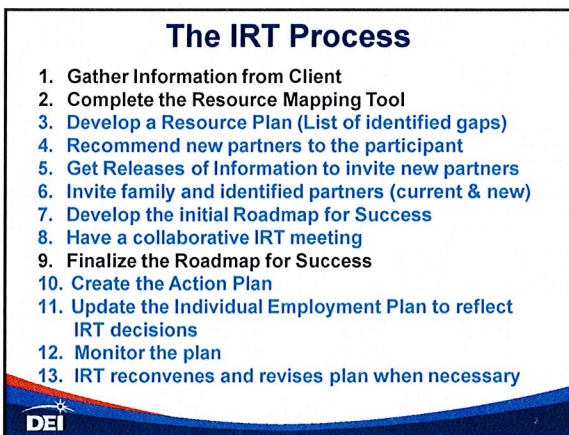 The IRT Process
1. Gather Information from Client
2. Complete the Resource Mapping Tool
3. Develop a Resource Plan (List of identified gaps)
4. Recommend new partners to the participant
5. Get Releases of Information to invite new partners
6. Invite family and identified partners (current & new)
7. Develop the initial Roadmap for Success
8. Have a collaborative IRT meeting
9. Finalize the Roadmap for Success
10. Create the Action Plan
11. Update the Individual Employment Plan to reflect
IRT decisions
12. Monitor the plan
13. IRT reconvenes and revises plan when necessary
DEI